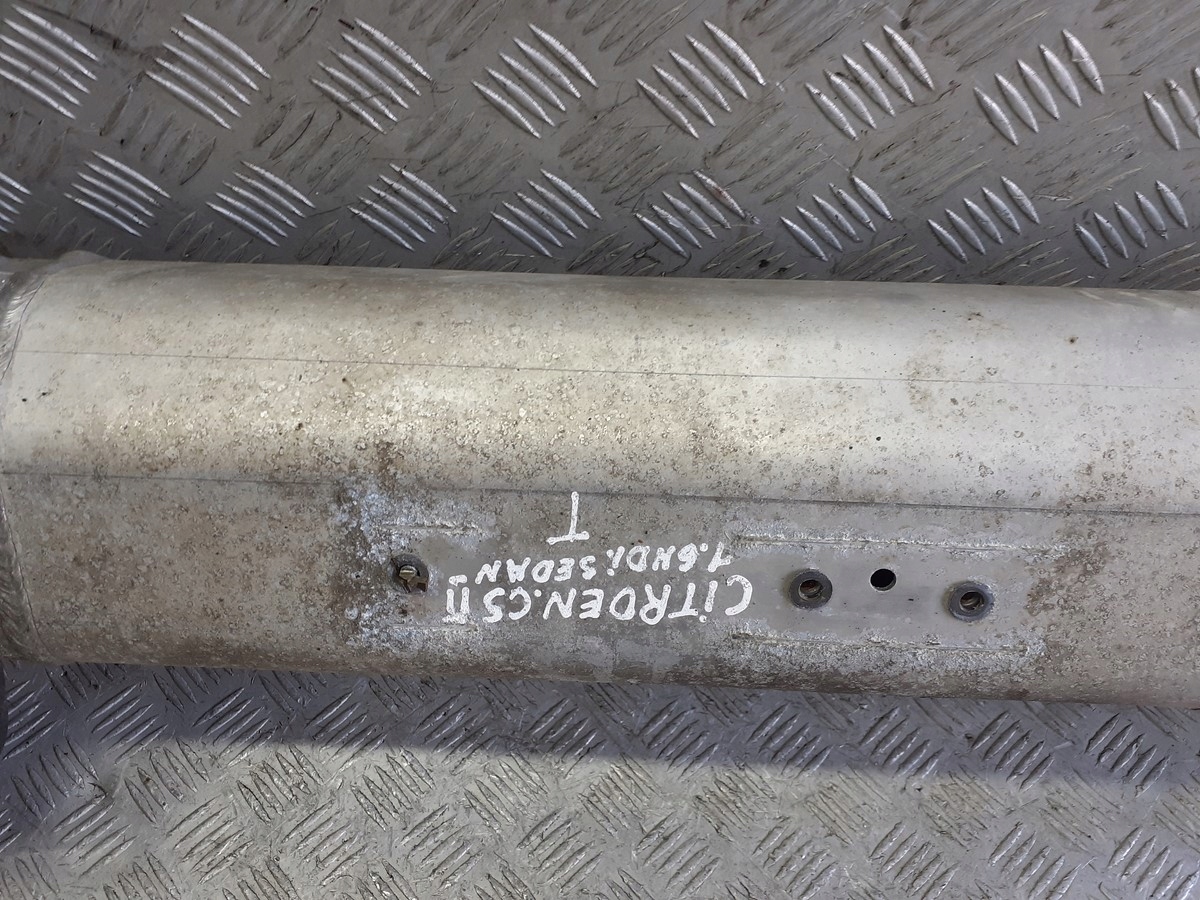 CiTROEN.C5 II
1.6HDi SEDAN
T